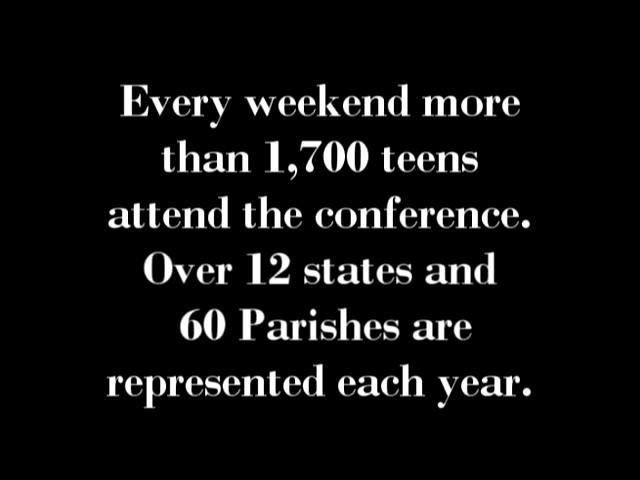 Every weekend more
than 1,700 teens
attend the conference.
Over 12 states and
60 Parishes are
represented each year.